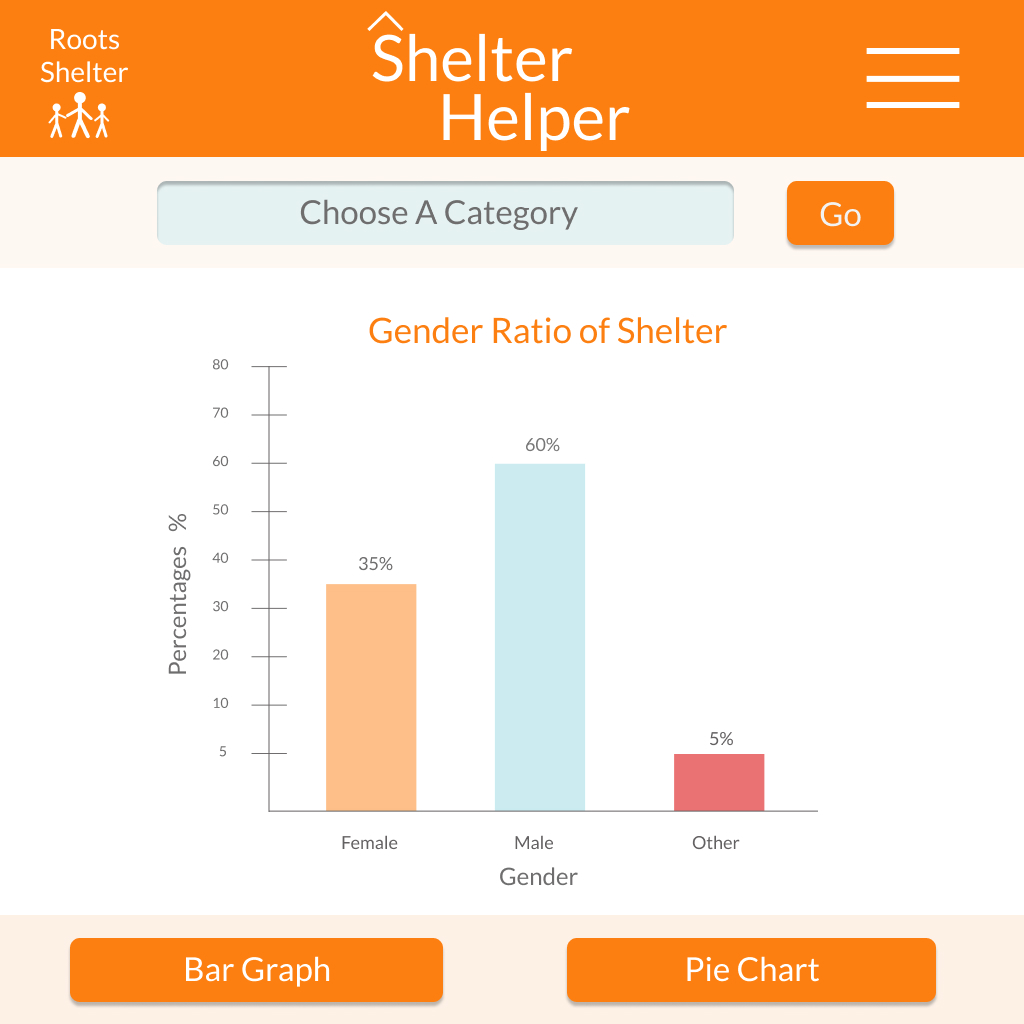 Roots
Shelter
Shelter
Helper
Choose A Category
Go
Gender Ratio of Shelter
80
70
60
50
40
30
20
10
5
Percentages %
35%
60%
5%
Female
Male
Other
Gender
Bar Graph
Pie Chart